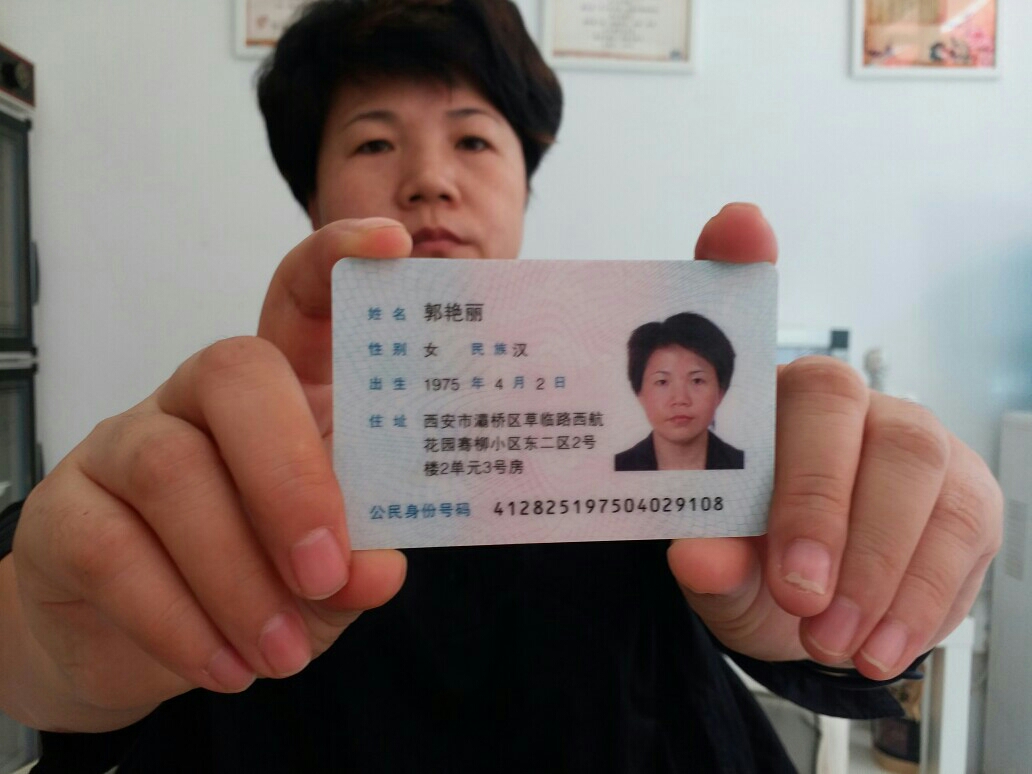 姓名 郭艳丽
性别 女 民族 汉
出生 1975 年 4 月 2 日
住址 西安市灞桥区草临路西航
花园骞柳小区东二区2号
楼2单元3号房
公民身份号码 412825197504029108